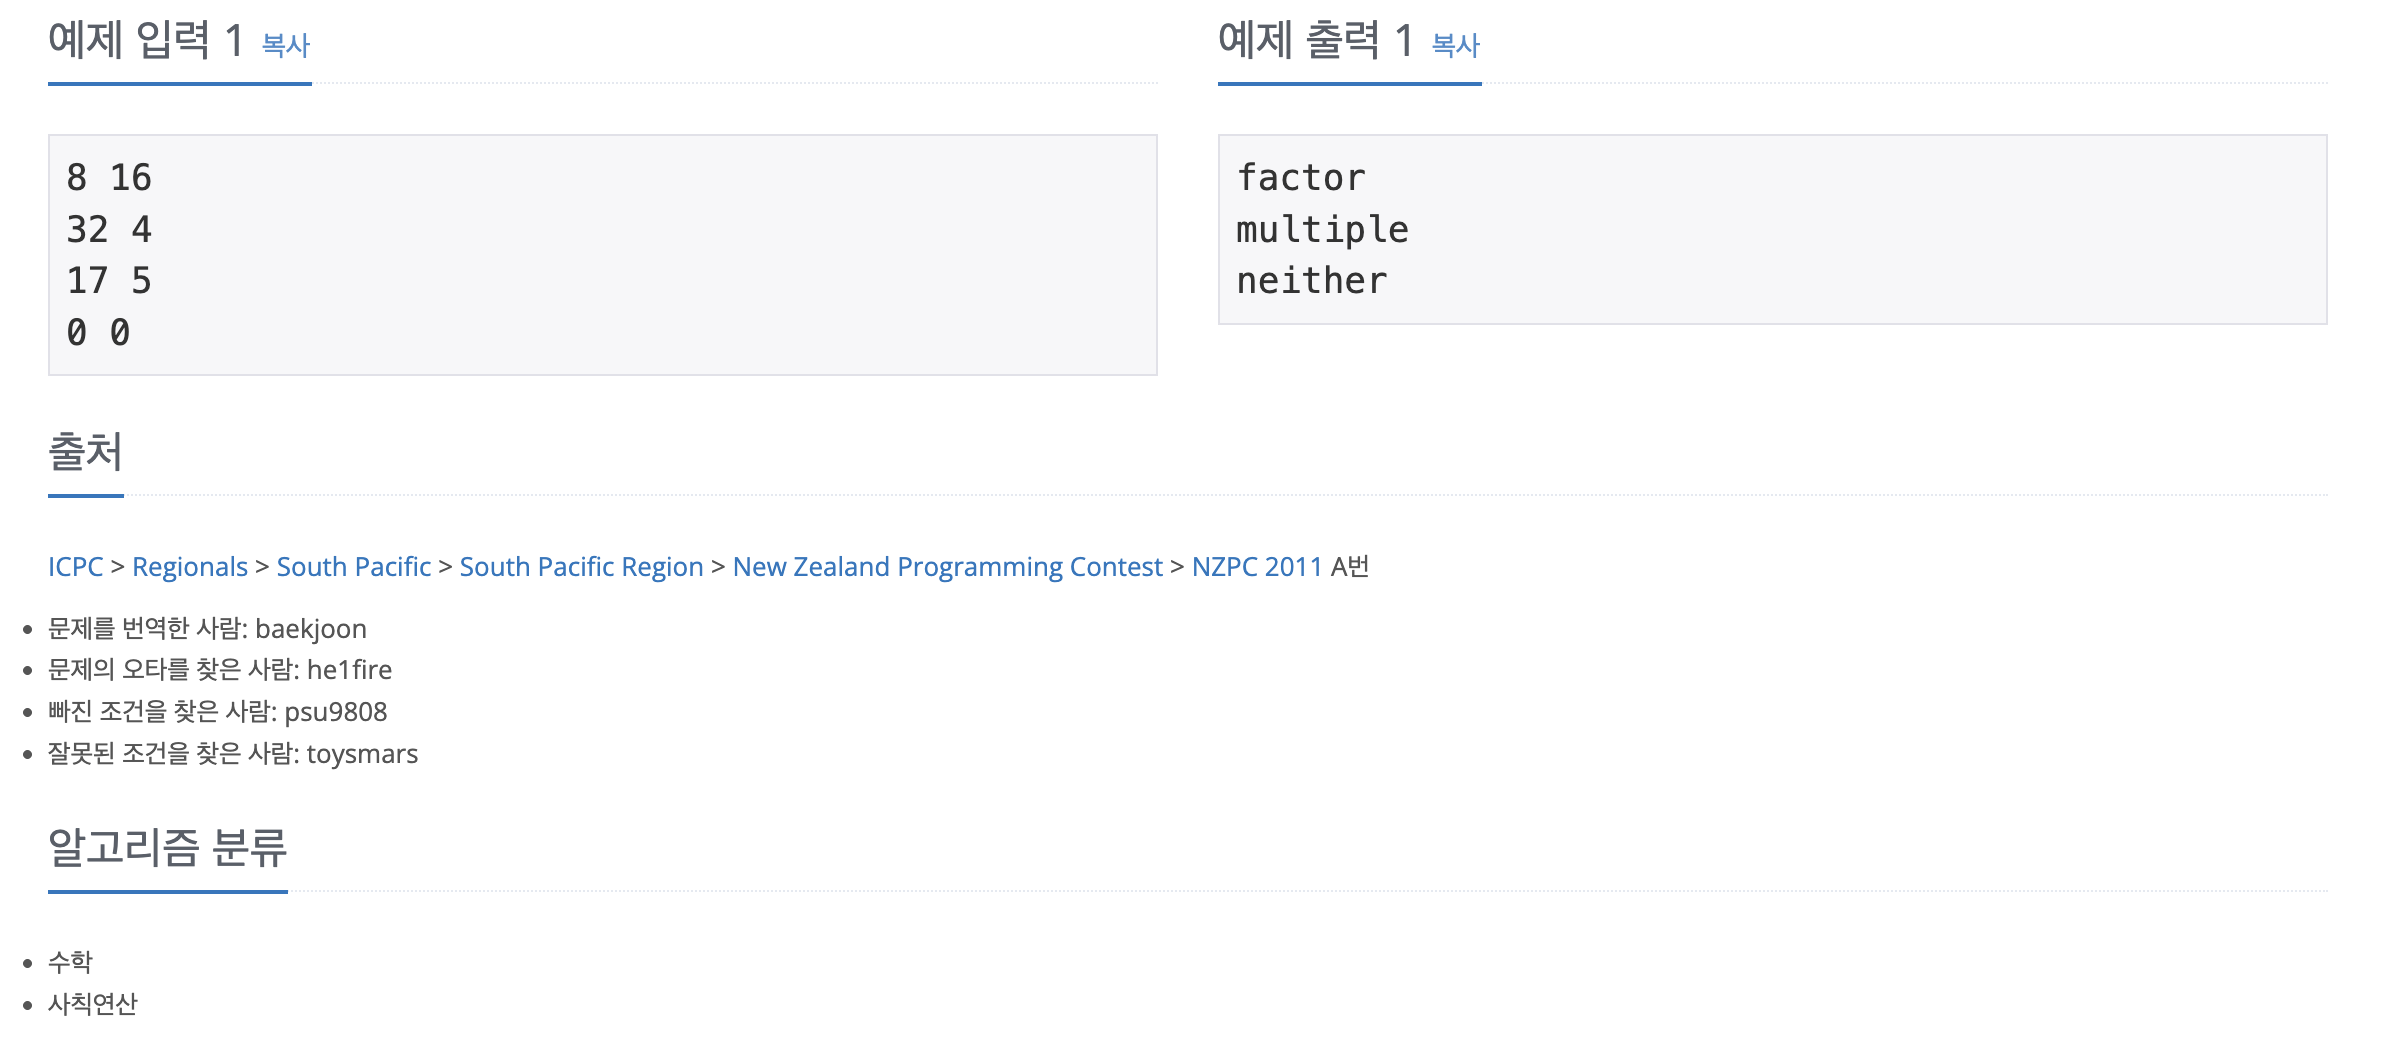 예제 입력 1 복사
8 16
32 4
17 5
0 0
예제 출력 1 복사
factor
multiple
neither
출처
ICPC > Regionals > South Pacific > South Pacific Region > New Zealand Programming Contest > NZPC 2011 A번
문제를 번역한 사람: baekjoon
문제의 오타를 찾은 사람: he1fire
빠진 조건을 찾은 사람: psu9808
잘못된 조건을 찾은 사람: toysmars
알고리즘 분류
수학
사칙연산